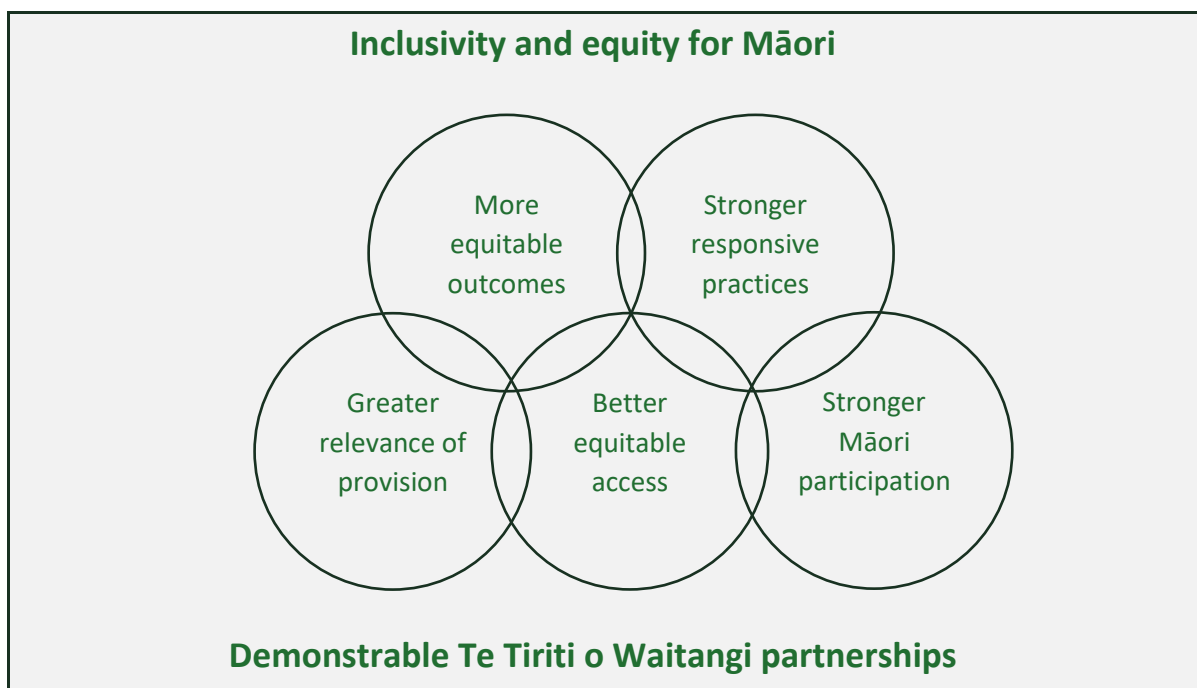 Inclusivity and equity for Māori
More
equitable
outcomes
Stronger
responsive
practices
Greater
relevance of
provision
Better
equitable
access
Stronger
Māori
participation
Demonstrable Te Tiriti o Waitangi partnerships